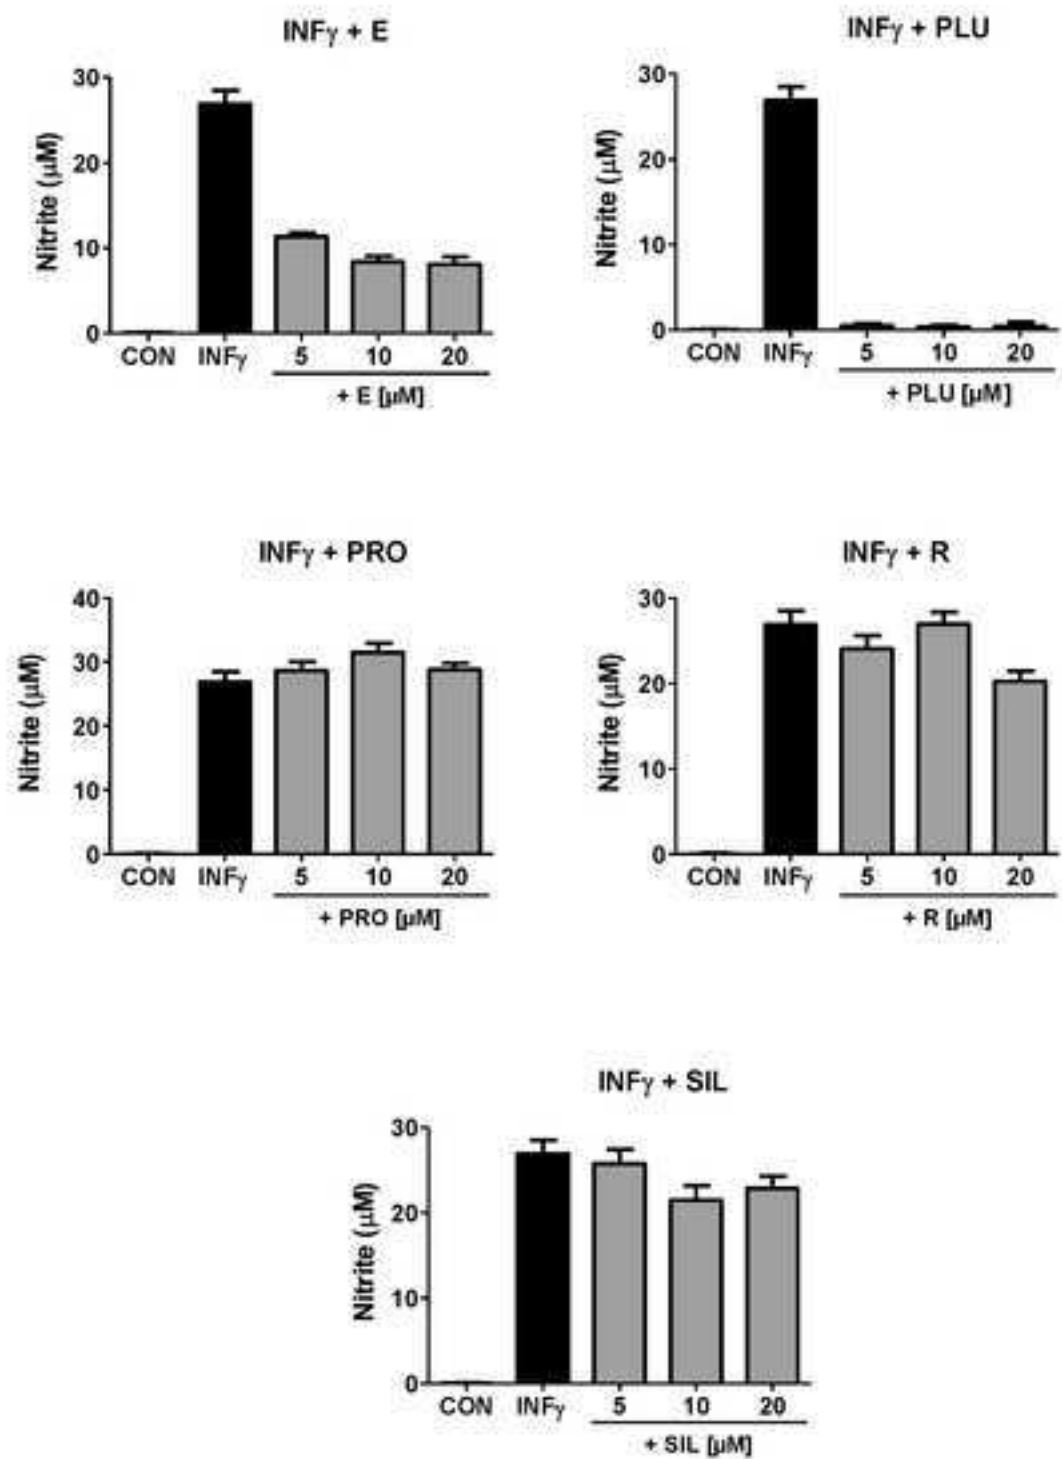 INFγ + E
Nitrite (µM)
30
20
10
0
CON INFγ 5 10 20
+ E [µM]
INFγ + PLU
Nitrite (µM)
30
20
10
0
CON INFγ 5 10 20
+ PLU [µM]
INFγ + PRO
Nitrite (µM)
40
30
20
10
0
CON INFγ 5 10 20
+ PRO [µM]
INFγ + R
Nitrite (µM)
30
20
10
0
CON INFγ 5 10 20
+ R [µM]
INFγ + SIL
Nitrite (µM)
30
20
10
0
CON INFγ 5 10 20
+ SIL [µM]